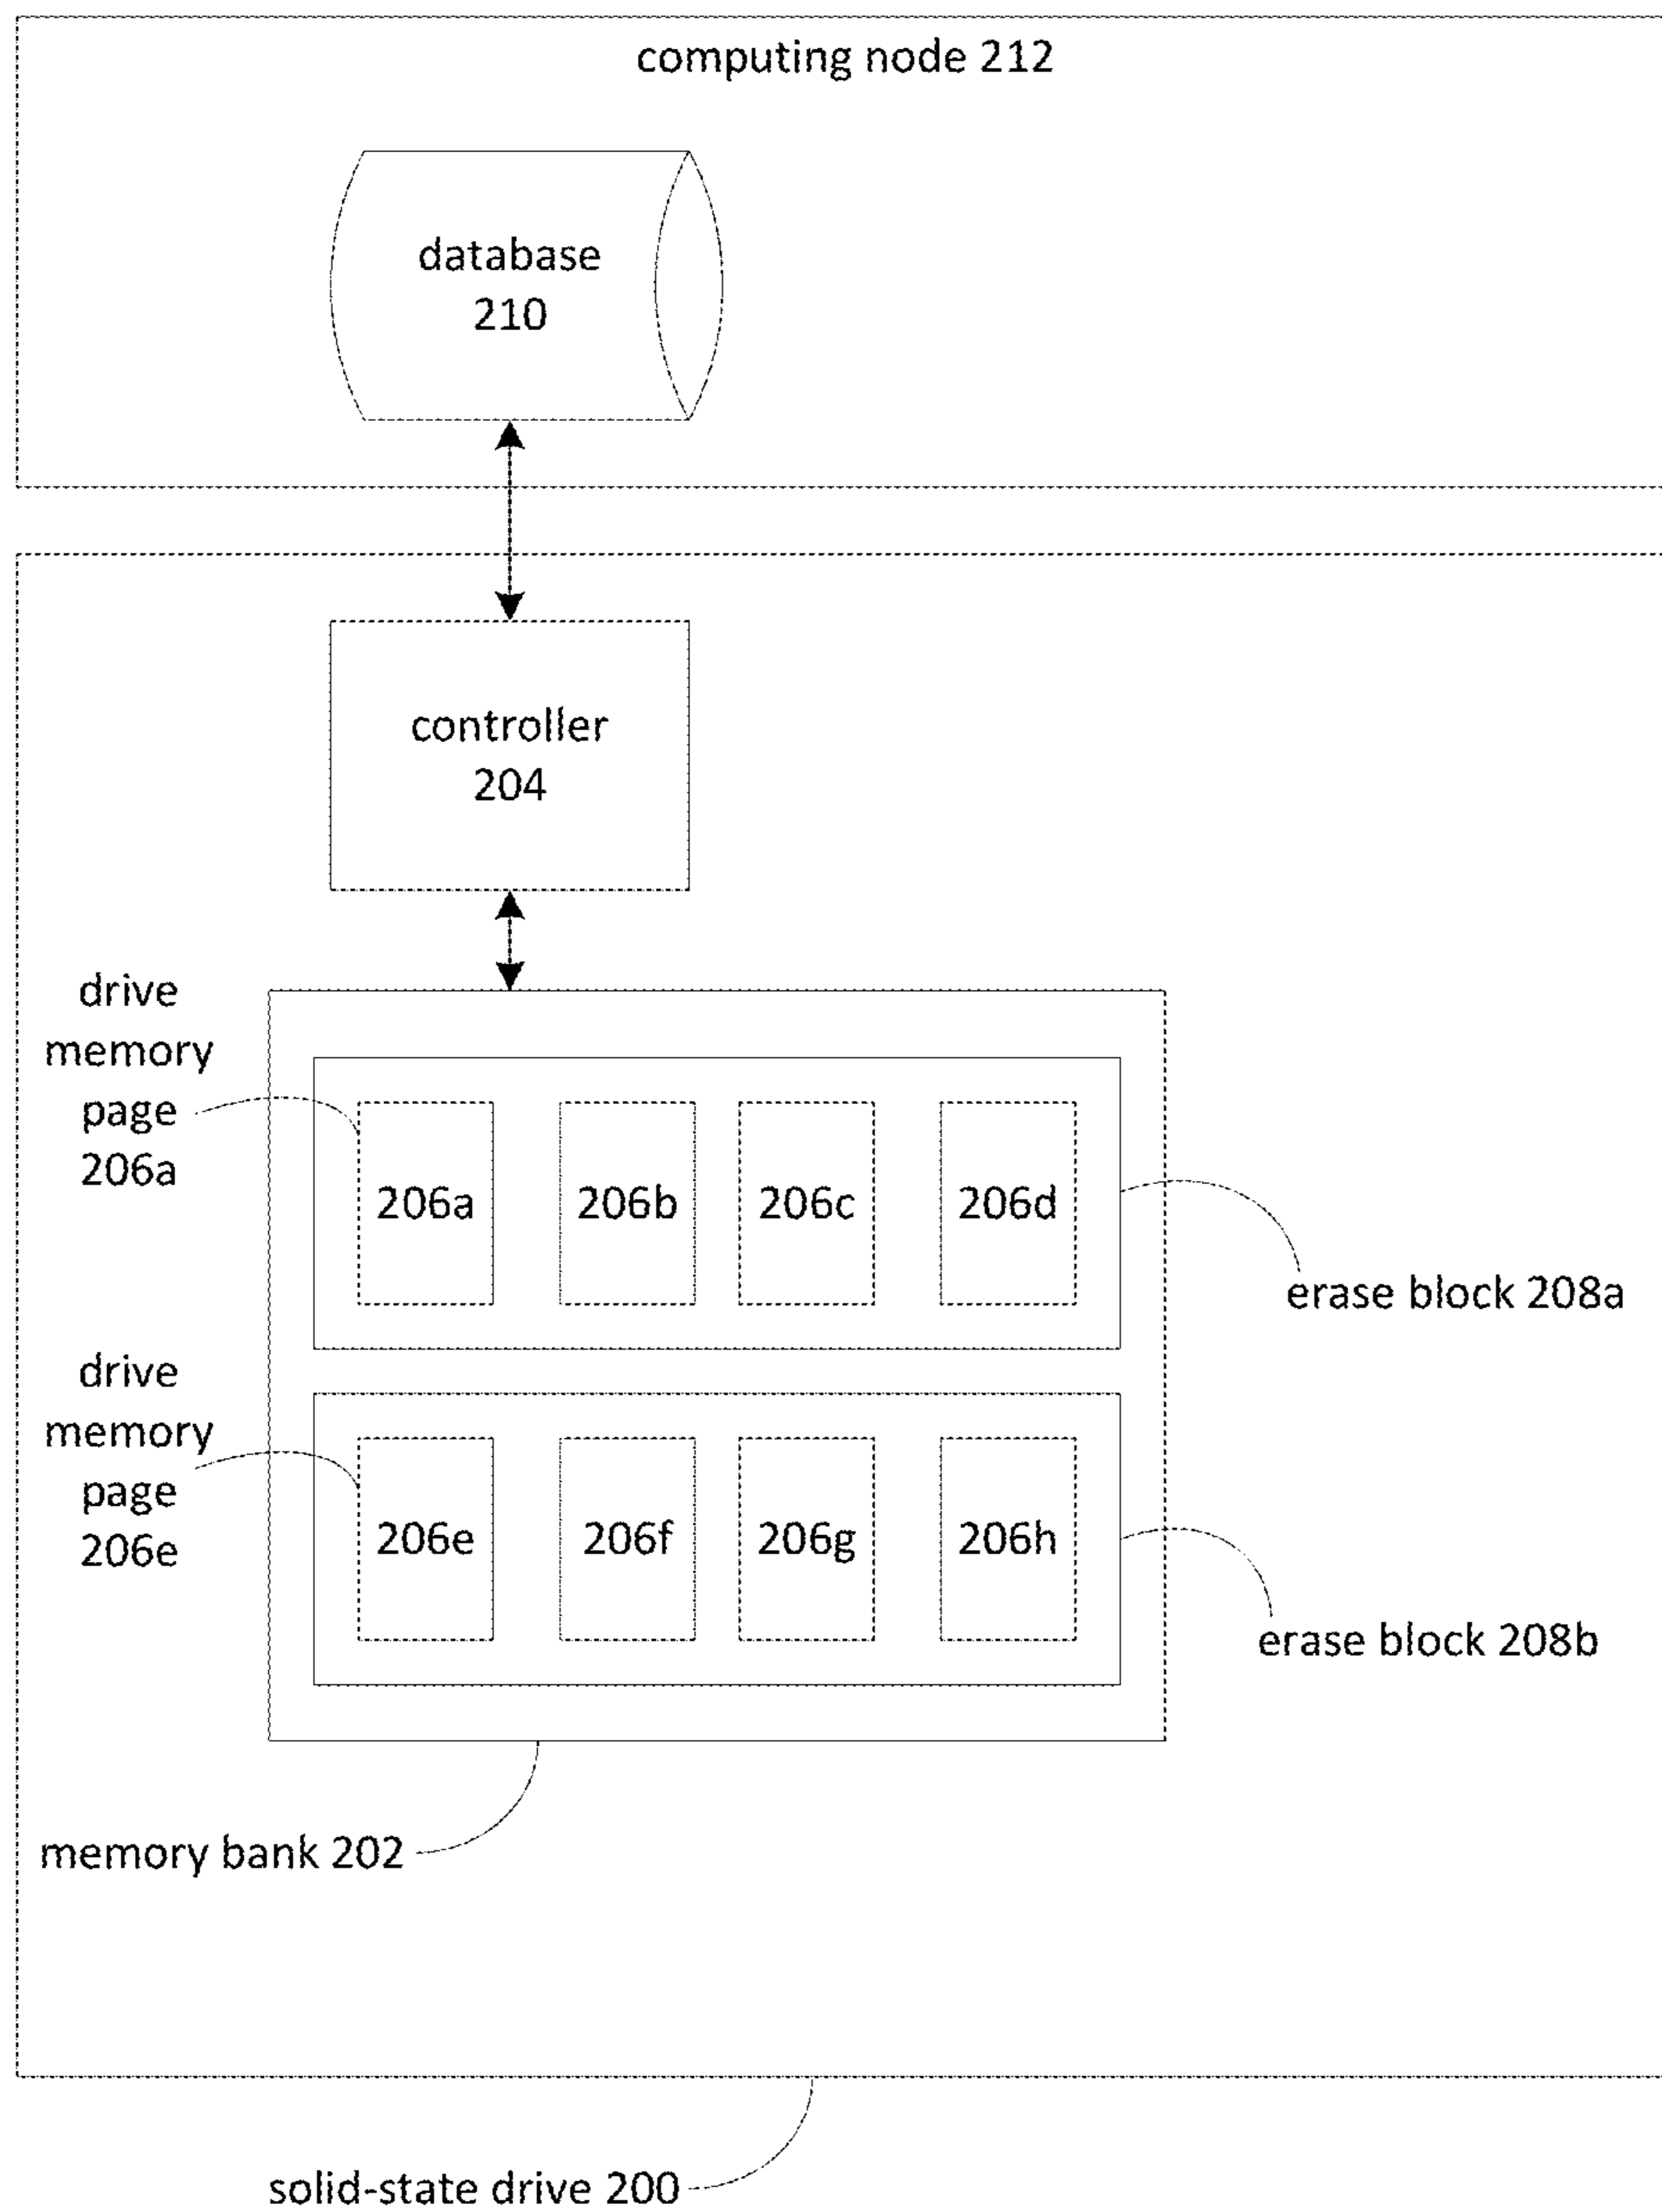 computing node 212
database
210
controller
204
drive
memory
page
206a
206a
206b
206c
206d
erase block 208a
drive
memory
page
206e
206e
206f
206g
206h
erase block 208b
memory bank 202
solid-state drive 200